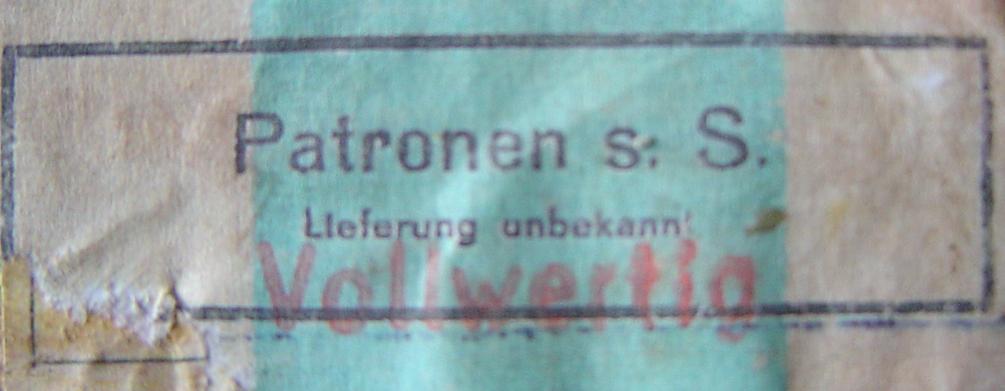 Patronen s. S.
Lieferung unbekannt
Vollwertig